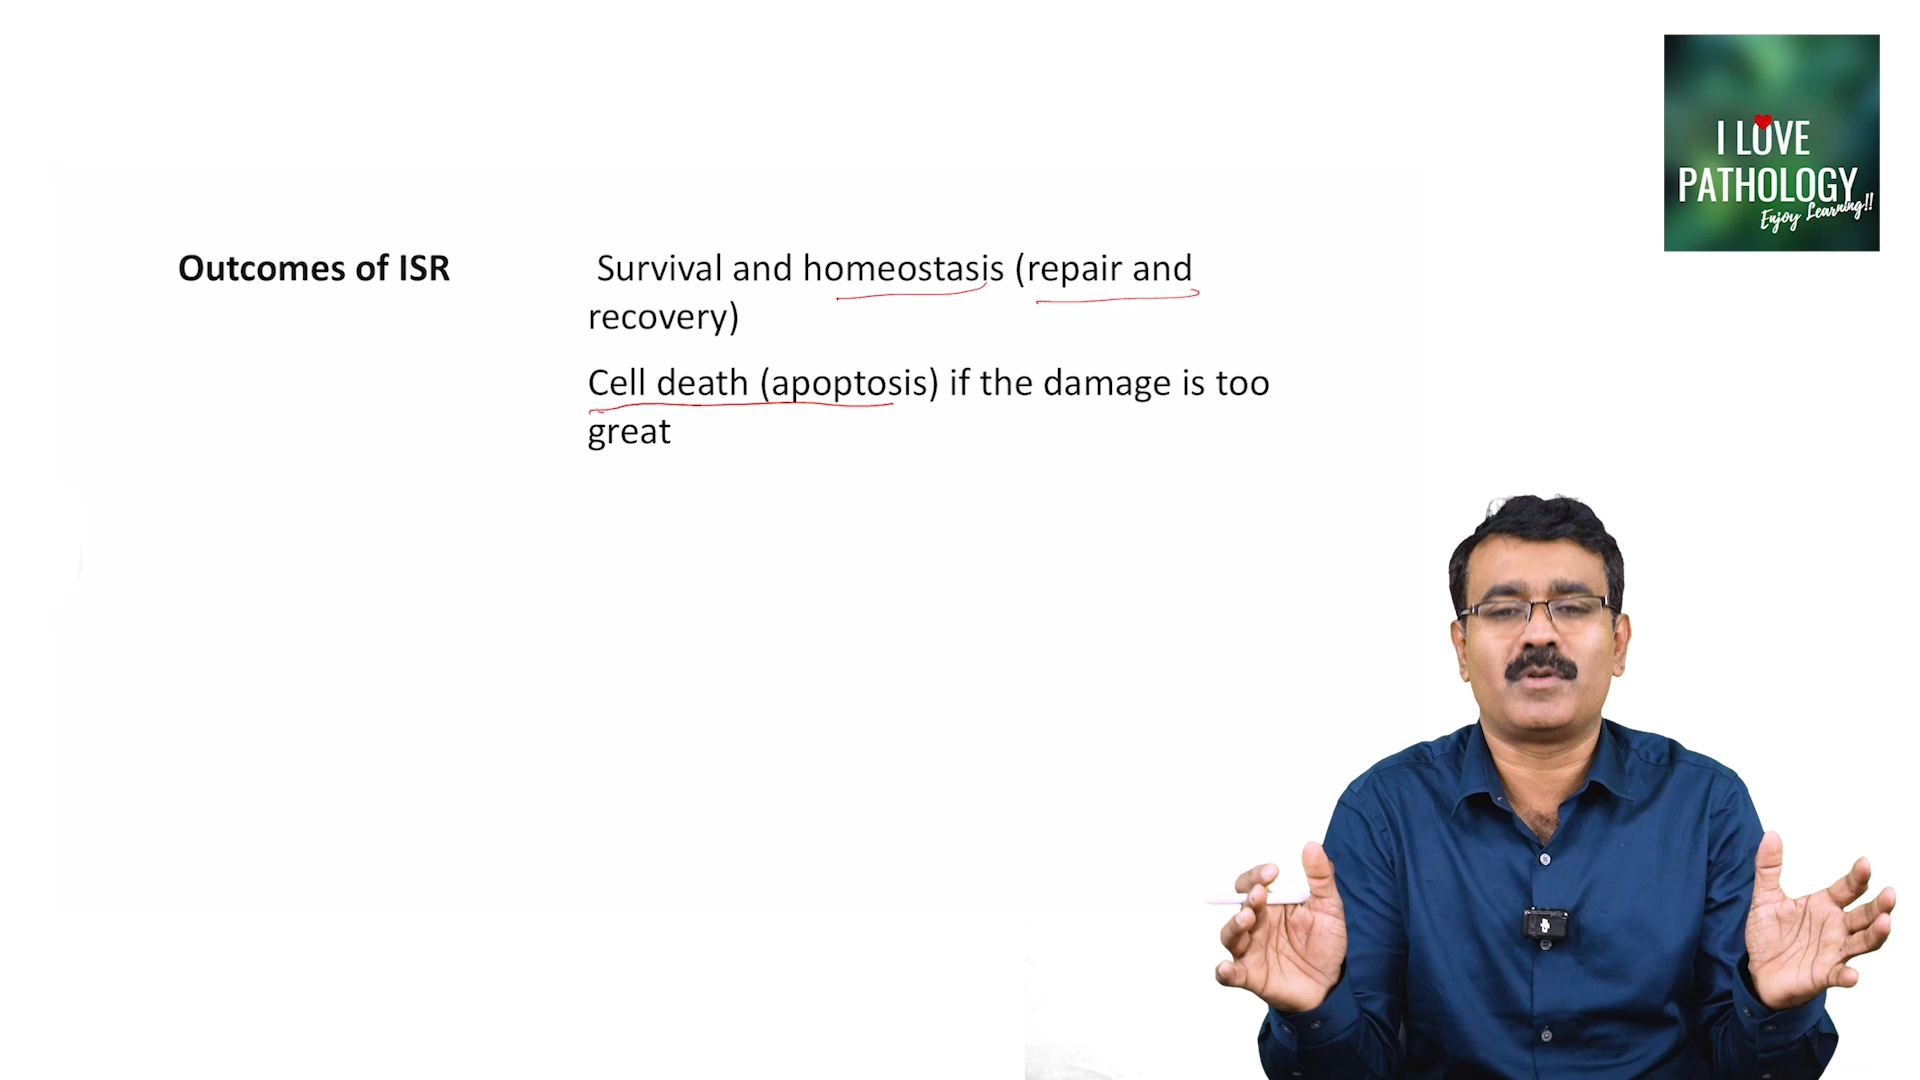 I LOVE
PATHOLOGY
Enjoy Learning!!
Outcomes of ISR
Survival and homeostasis (repair and
recovery)
Cell death (apoptosis) if the damage is too
great